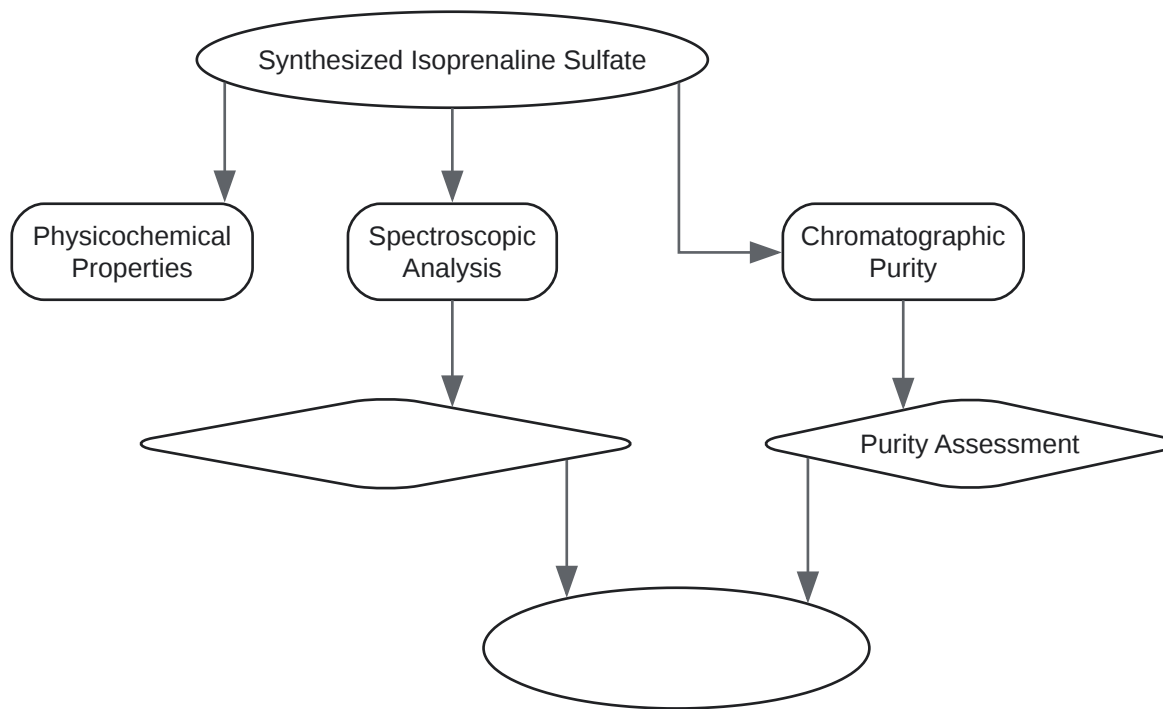 Synthesized Isoprenaline Sulfate
Physicochemical
Properties
Spectroscopic
Analysis
Chromatographic
Purity
Purity Assessment